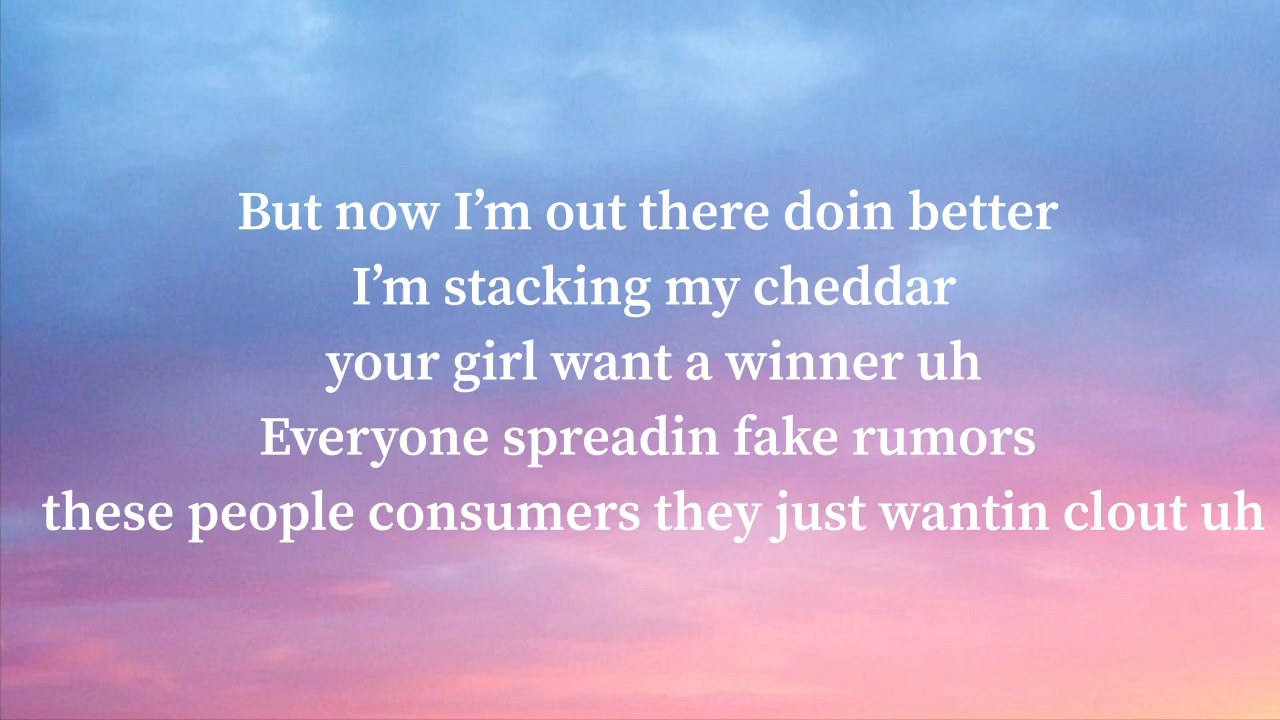 But now I’m out there doin better
I’m stacking my cheddar
your girl want a winner uh
Everyone spreadin fake rumors
these people consumers they just wantin clout uh